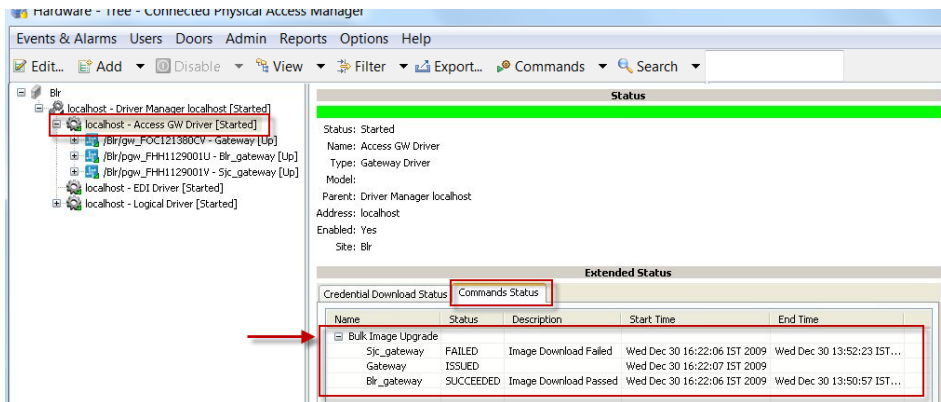 Hardware - Tree - Connected Physical Access Manager
Events & Alarms Users Doors Admin Reports Options Help
Edit... Add Disable View Filter Export... Commands Search
Blr
localhost - Driver Manager localhost [Started]
localhost - Access GW Driver [Started]
/Blr/gw_FOC121380CV - Gateway [Up]
/Blr/pgw_FHH1129001U - Blr_gateway [Up]
/Blr/pgw_FHH1129001V - Sjc_gateway [Up]
localhost - EDI Driver [Started]
localhost - Logical Driver [Started]
Status
Status: Started
Name: Access GW Driver
Type: Gateway Driver
Model:
Parent: Driver Manager localhost
Address: localhost
Enabled: Yes
Site: Blr
Extended Status
Credential Download Status Commands Status
Name Status Description Start Time End Time
Bulk Image Upgrade
Sjc_gateway FAILED Image Download Failed Wed Dec 30 16:22:06 IST 2009 Wed Dec 30 13:52:23 IST...
Gateway ISSUED Wed Dec 30 16:22:07 IST 2009
Blr_gateway SUCCEEDED Image Download Passed Wed Dec 30 16:22:06 IST 2009 Wed Dec 30 13:50:57 IST...